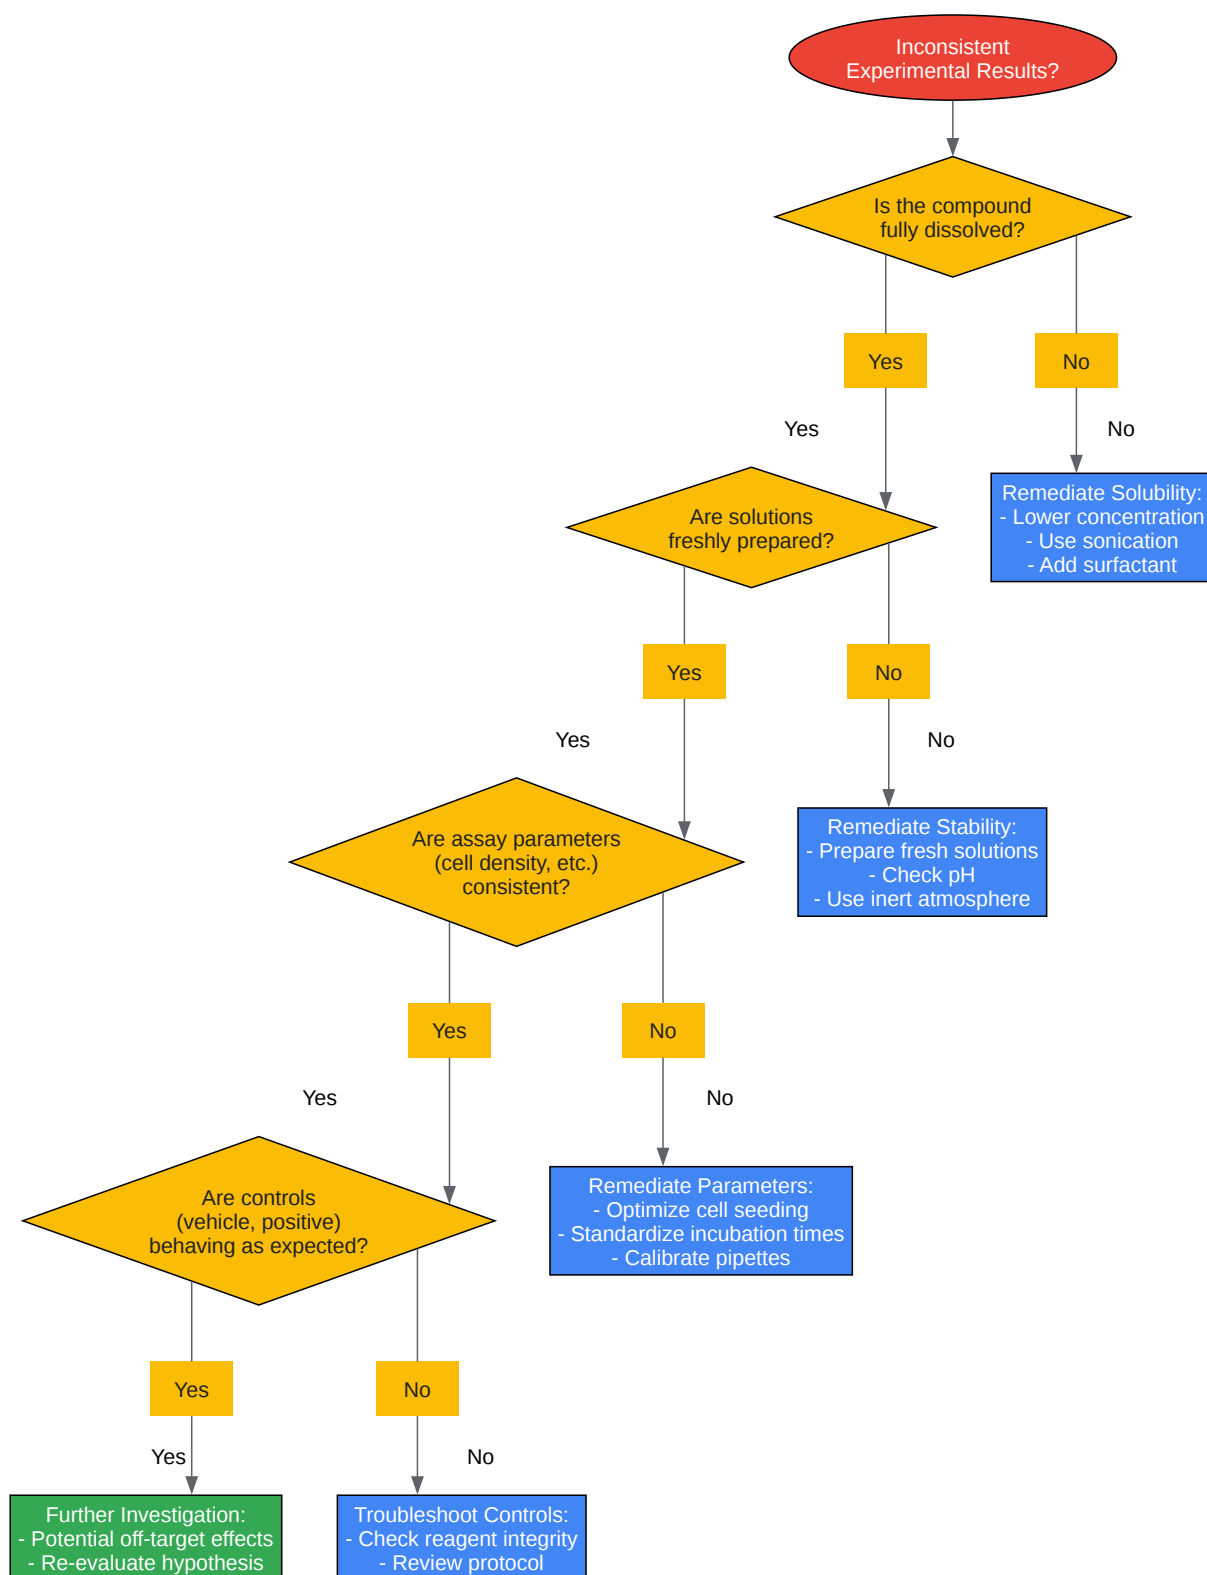 Inconsistent
Experimental Results?
Is the compound
fully dissolved?
Yes
No
Yes
No
Remediate Solubility:
- Lower concentration
- Use sonication
- Add surfactant
Are solutions
freshly prepared?
Yes
No
Yes
No
Remediate Stability:
- Prepare fresh solutions
- Check pH
- Use inert atmosphere
Are assay parameters
(cell density, etc.)
consistent?
Yes
No
Yes
No
Remediate Parameters:
- Optimize cell seeding
- Standardize incubation times
- Calibrate pipettes
Are controls
(vehicle, positive)
behaving as expected?
Yes
No
Yes
No
Further Investigation:
- Potential off-target effects
- Re-evaluate hypothesis
Troubleshoot Controls:
- Check reagent integrity
- Review protocol